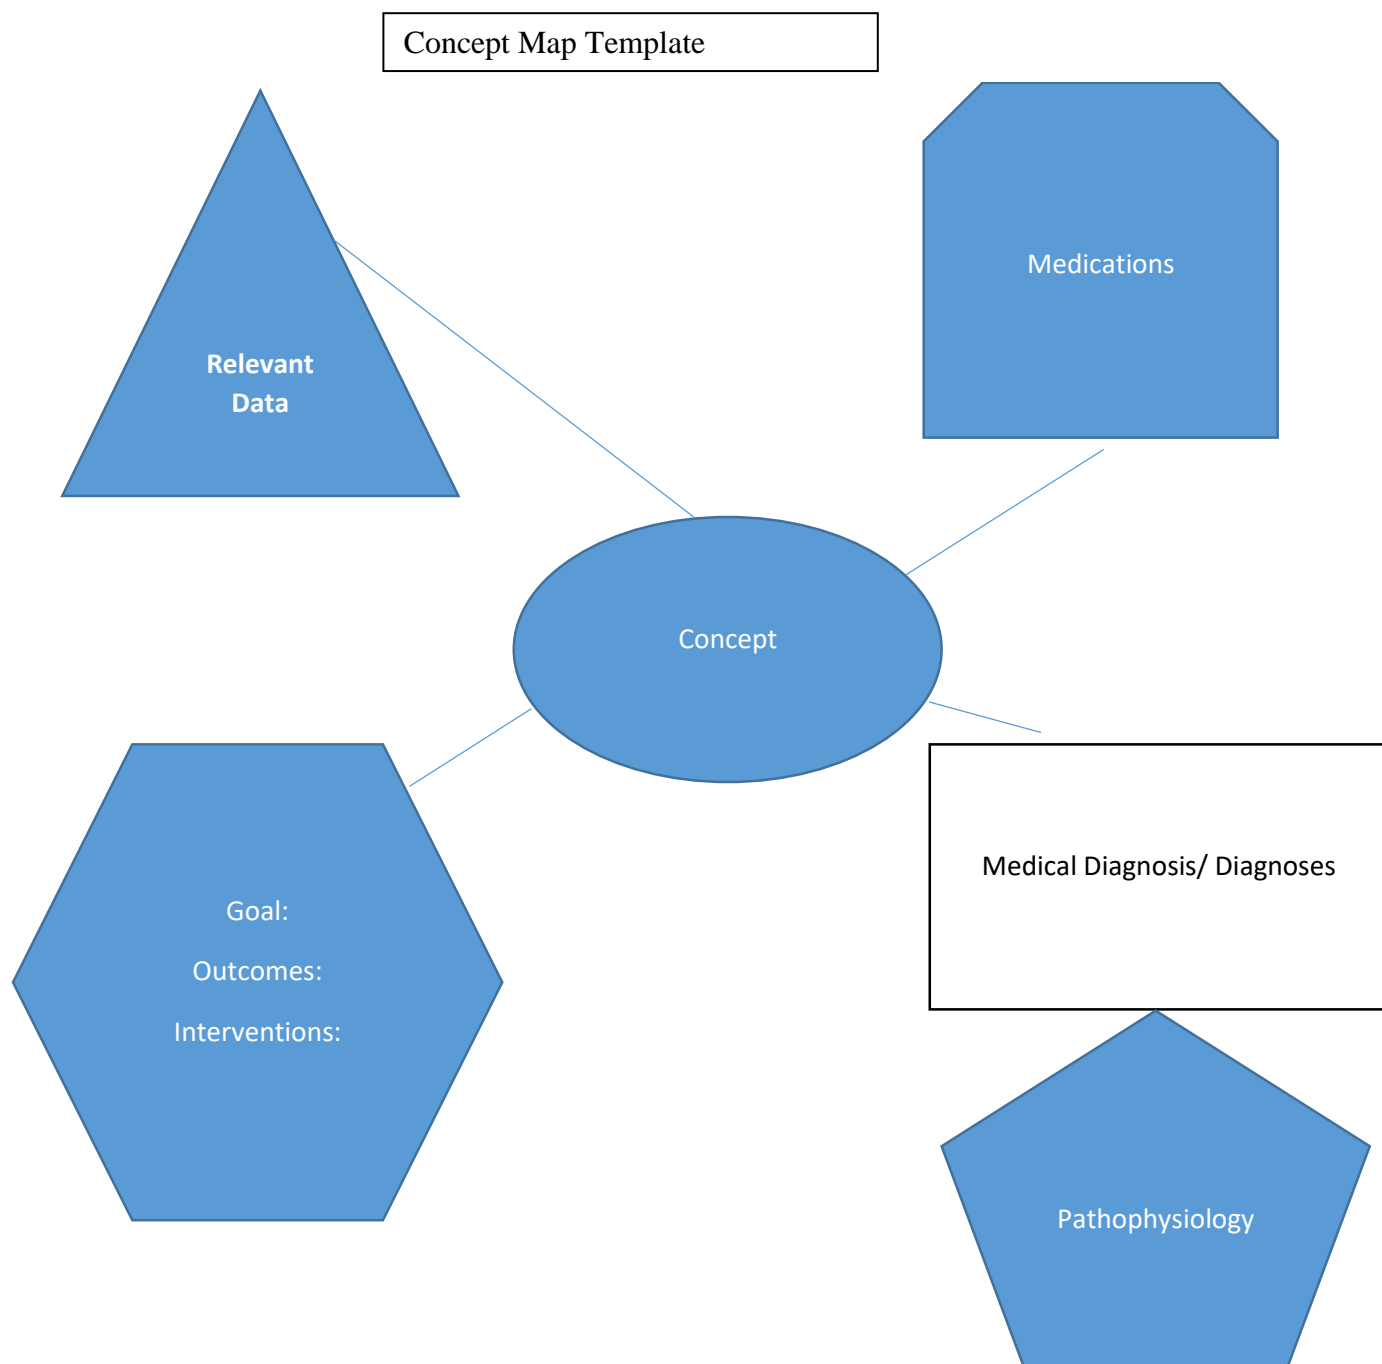 Concept Map Template
Medications
Relevant
Data
Concept
Medical Diagnosis/ Diagnoses
Goal:
Outcomes:
Interventions:
Pathophysiology